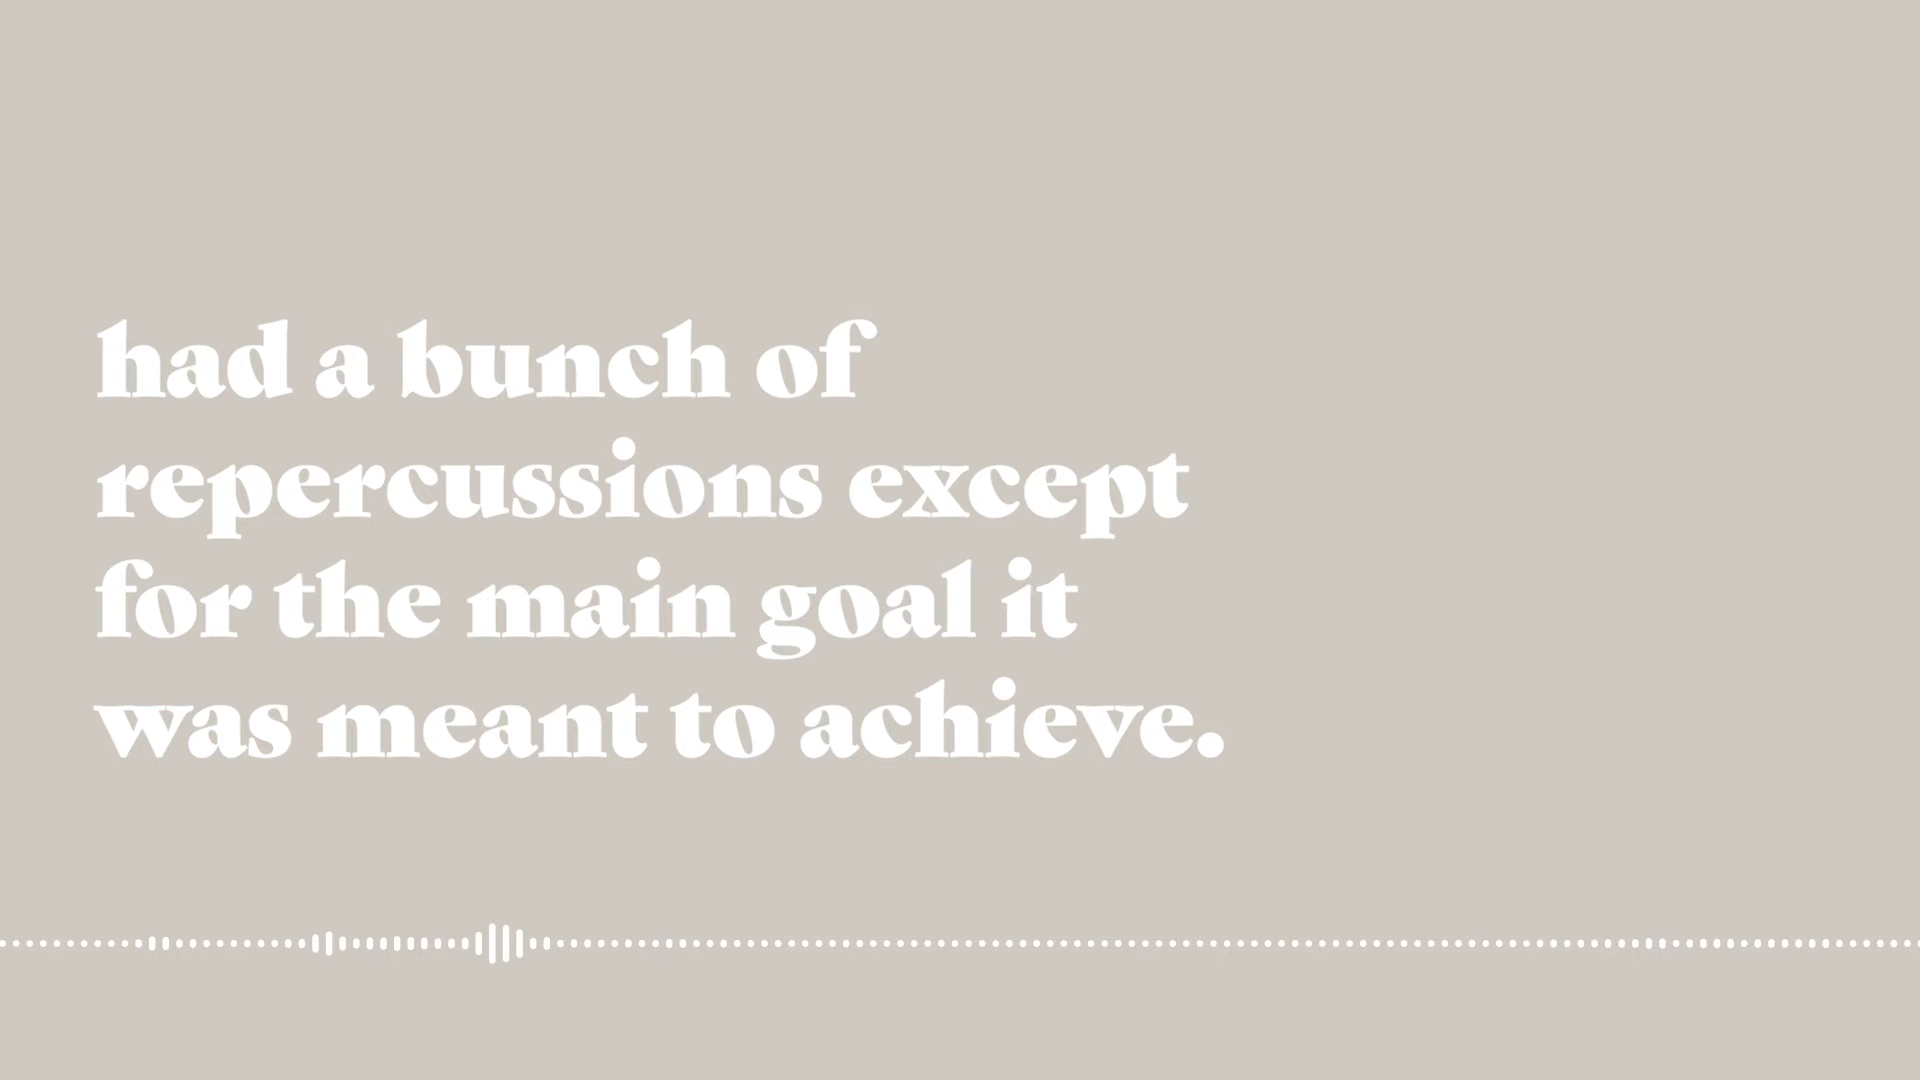 had a bunch of
repercussions except
for the main goal it
was meant to achieve.